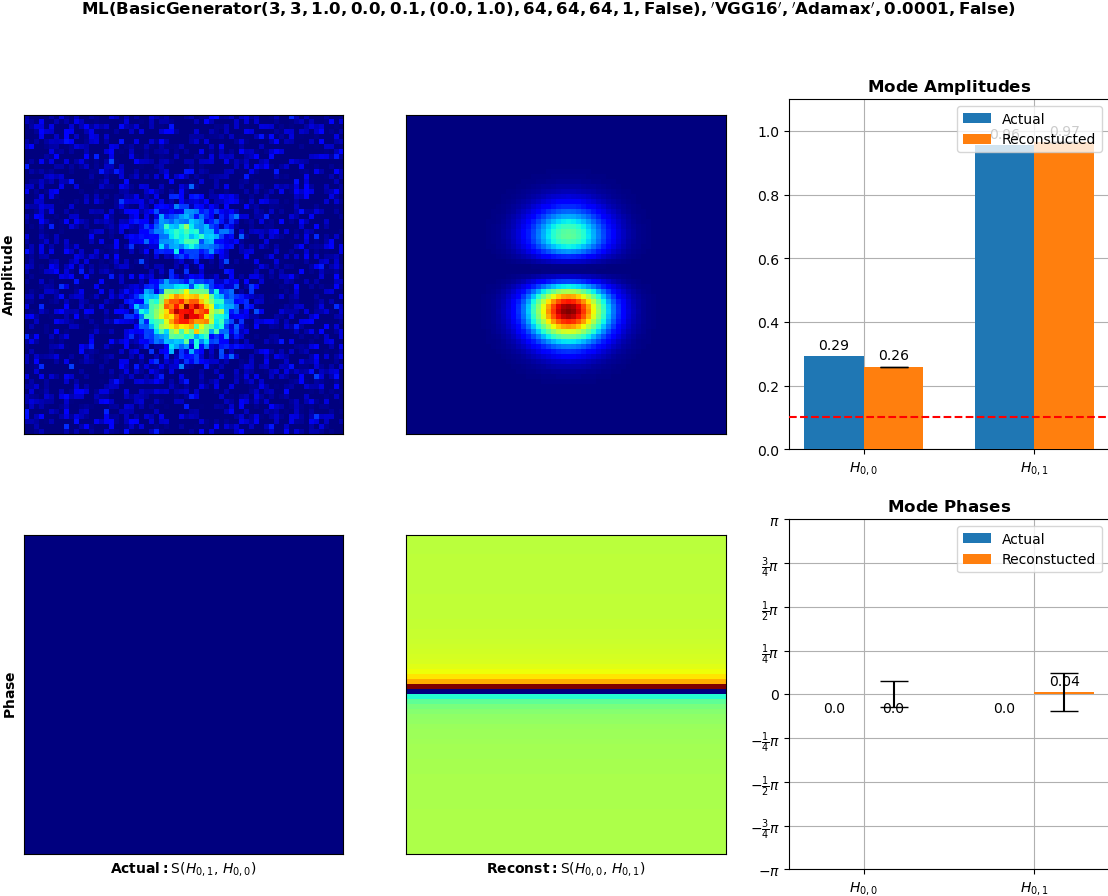 ML(BasicGenerator(3, 3, 1.0, 0.0, 0.1, (0.0, 1.0), 64, 64, 64, 1, False), ′VGG16′, ′Adamax′, 0.0001, False)
Mode Amplitudes
Amplitude
Actual
Reconstucted
1.0
0.8
0.6
0.4
0.2
0.0
0.96
0.97
0.29
0.26
H0,0
H0,1
Mode Phases
Phase
Actual
Reconstucted
π
3/4π
1/2π
1/4π
0
−1/4π
−1/2π
−3/4π
−π
0.0
0.0
0.0
0.04
H0,0
H0,1
Actual: S(H0,1, H0,0)
Reconst: S(H0,0, H0,1)